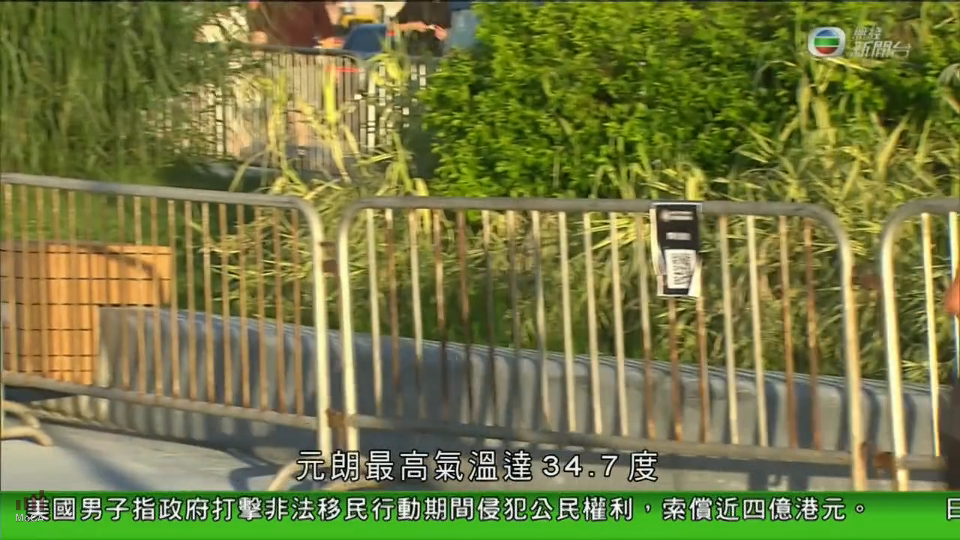 無綫
新聞台
元朗最高氣溫達34.7度
美國男子指政府打擊非法移民行動期間侵犯公民權利，索償近四億港元。